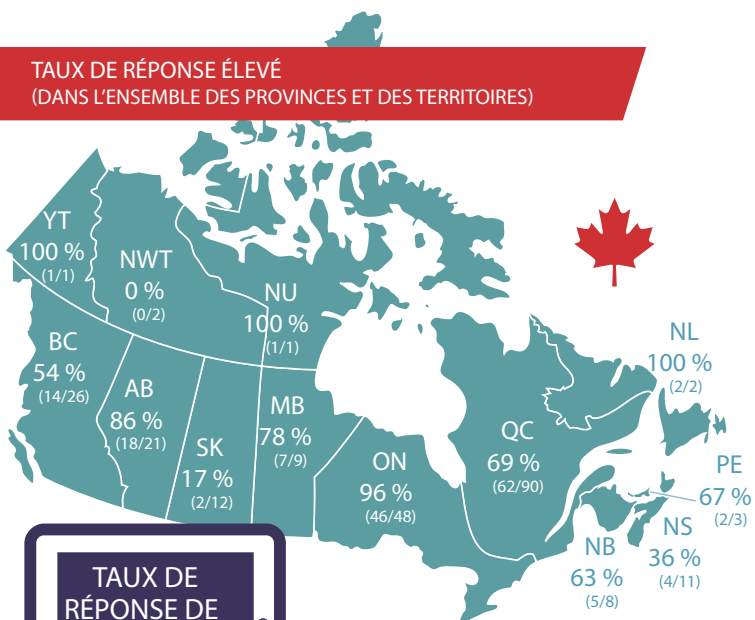 TAUX DE RÉPONSE ÉLEVÉ
(DANS L'ENSEMBLE DES PROVINCES ET DES TERRITOIRES)
YT
100 %
(1/1)
NWT
0 %
(0/2)
NU
100 %
(1/1)
BC
54 %
(14/26)
AB
86 %
(18/21)
SK
17 %
(2/12)
MB
78 %
(7/9)
ON
96 %
(46/48)
QC
69 %
(62/90)
NL
100 %
(2/2)
PE
67 %
(2/3)
NS
36 %
(4/11)
NB
63 %
(5/8)
TAUX DE
RÉPONSE DE